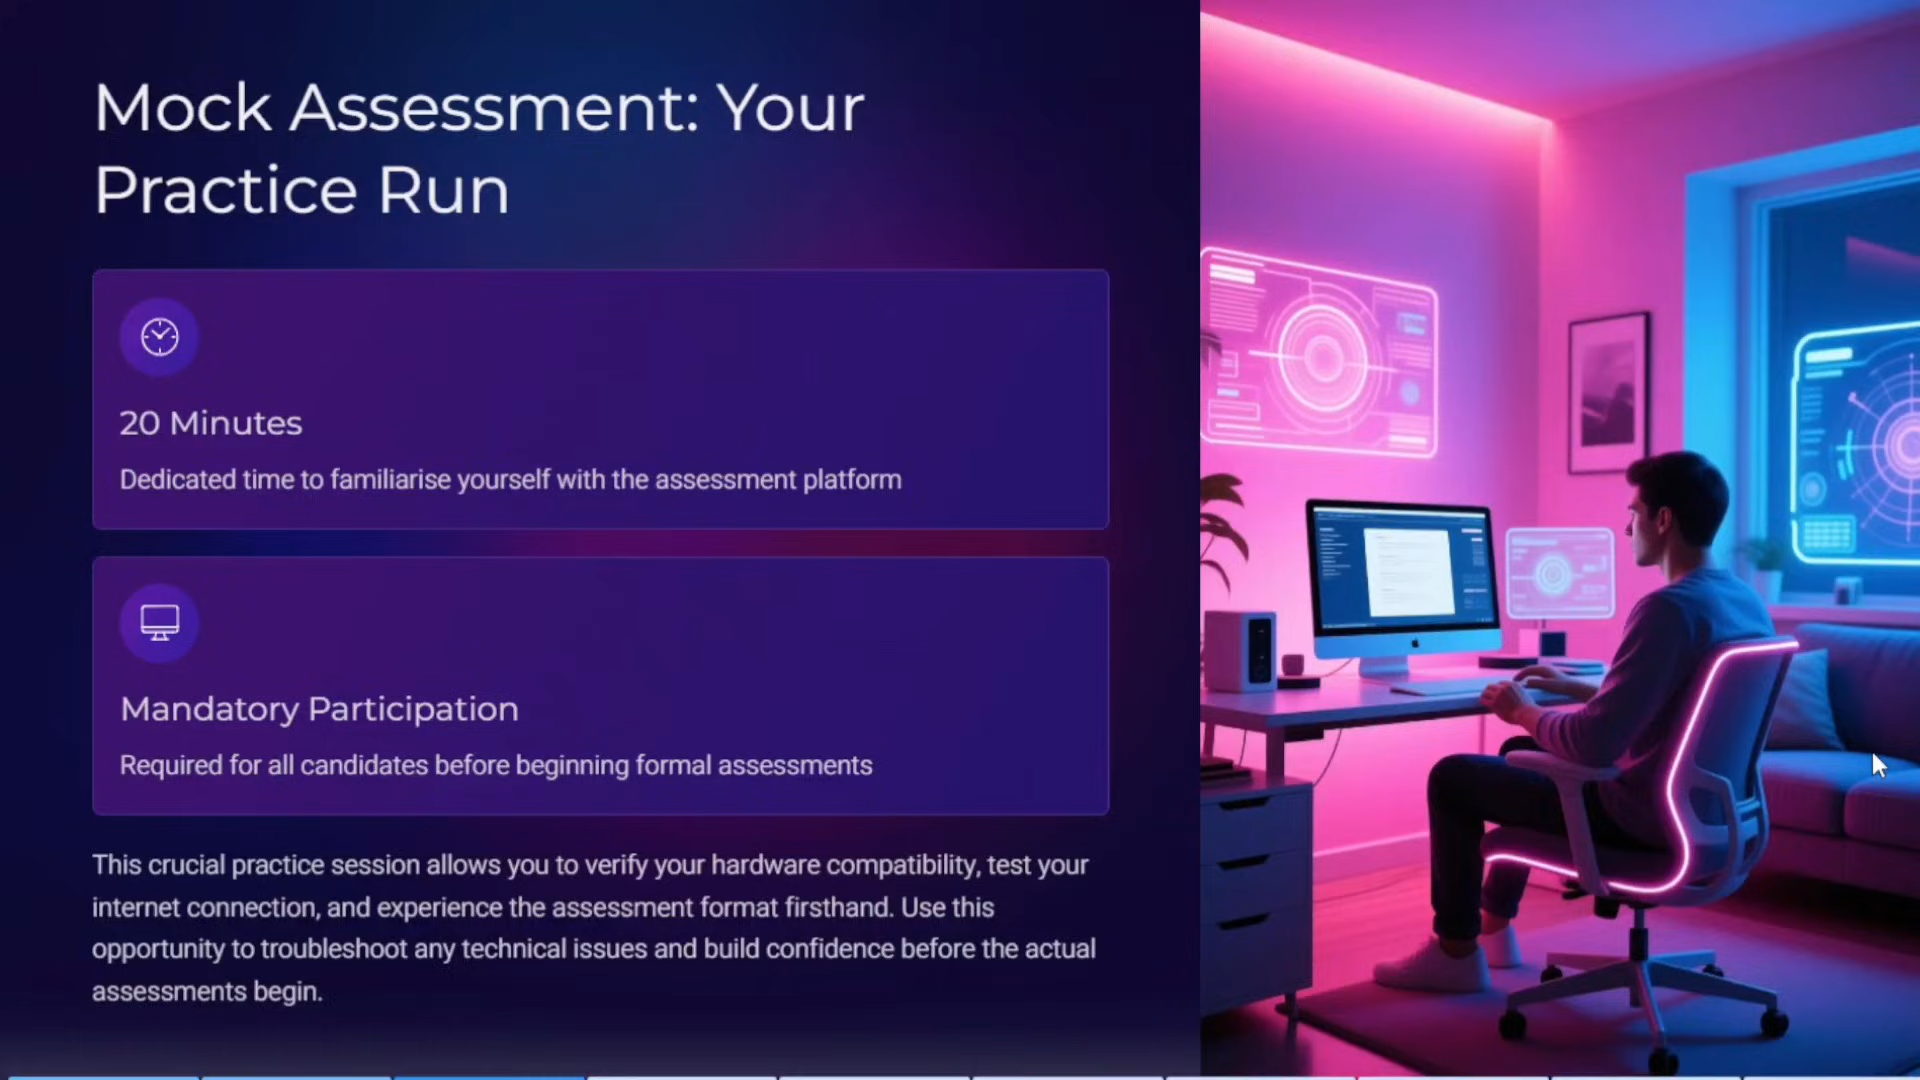 Mock Assessment: Your
Practice Run
20 Minutes
Dedicated time to familiarise yourself with the assessment platform
Mandatory Participation
Required for all candidates before beginning formal assessments
This crucial practice session allows you to verify your hardware compatibility, test your
internet connection, and experience the assessment format firsthand. Use this
opportunity to troubleshoot any technical issues and build confidence before the actual
assessments begin.